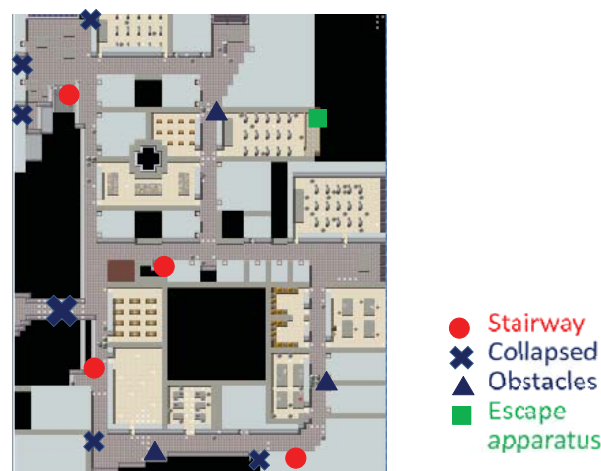 Stairway
Collapsed
Obstacles
Escape
apparatus